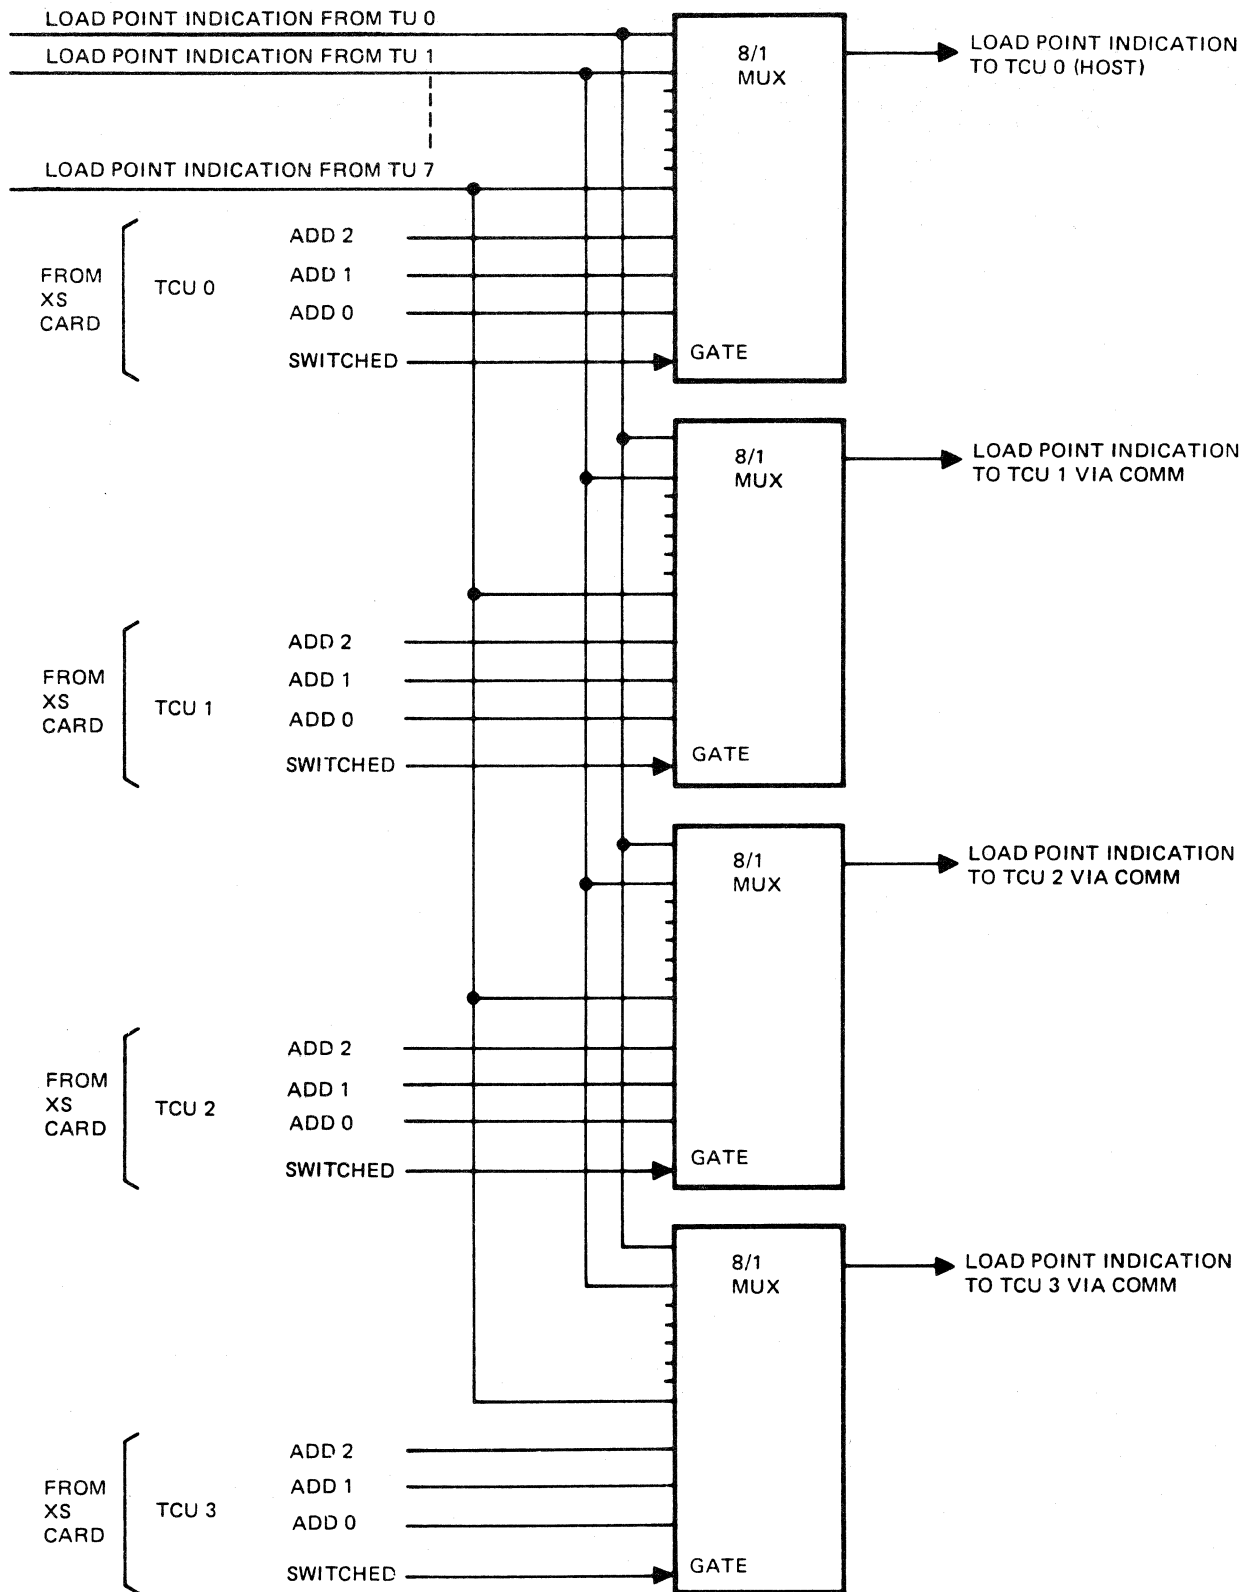 LOAD POINT INDICATION FROM TU 0
LOAD POINT INDICATION FROM TU 1
LOAD POINT INDICATION FROM TU 7
8/1
MUX
LOAD POINT INDICATION
TO TCU 0 (HOST)
FROM
XS
CARD
TCU 0
ADD 2
ADD 1
ADD 0
SWITCHED
GATE
8/1
MUX
LOAD POINT INDICATION
TO TCU 1 VIA COMM
FROM
XS
CARD
TCU 1
ADD 2
ADD 1
ADD 0
SWITCHED
GATE
8/1
MUX
LOAD POINT INDICATION
TO TCU 2 VIA COMM
FROM
XS
CARD
TCU 2
ADD 2
ADD 1
ADD 0
SWITCHED
GATE
8/1
MUX
LOAD POINT INDICATION
TO TCU 3 VIA COMM
FROM
XS
CARD
TCU 3
ADD 2
ADD 1
ADD 0
SWITCHED
GATE